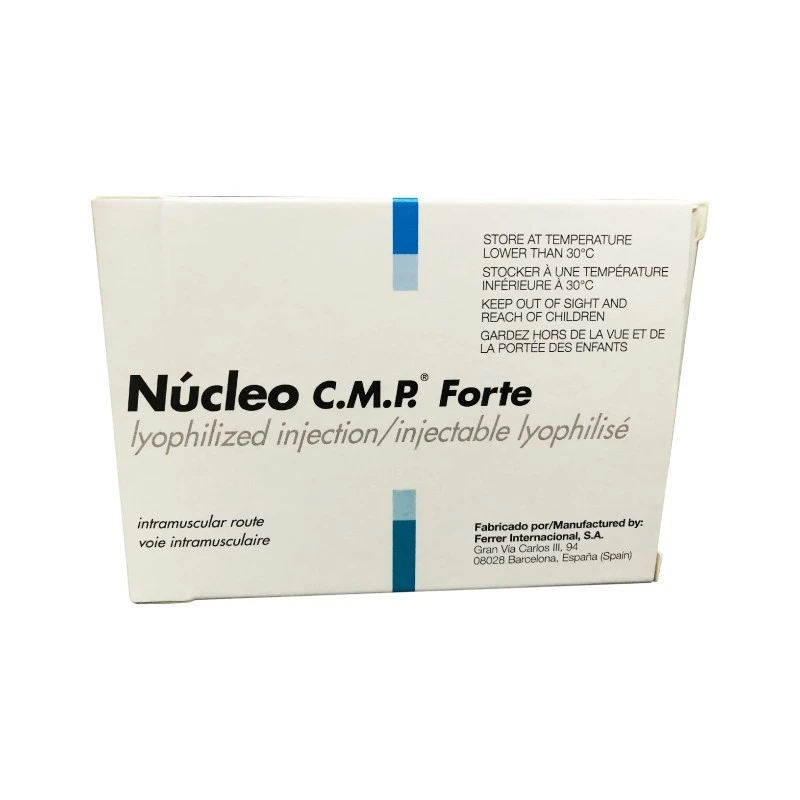 STORE AT TEMPERATURE
LOWER THAN 30°C
STOCKER À UNE TEMPÉRATURE
INFÉRIEURE À 30°C
KEEP OUT OF SIGHT AND
REACH OF CHILDREN
GARDEZ HORS DE LA VUE ET DE
LA PORTÉE DES ENFANTS
Núcleo C.M.P.® Forte
lyophilized injection/injectable lyophilisé
intramuscular route
voie intramusculaire
Fabricado por/Manufactured by:
Ferrer Internacional, S.A.
Gran Vía Carlos III, 94
08028 Barcelona, España (Spain)